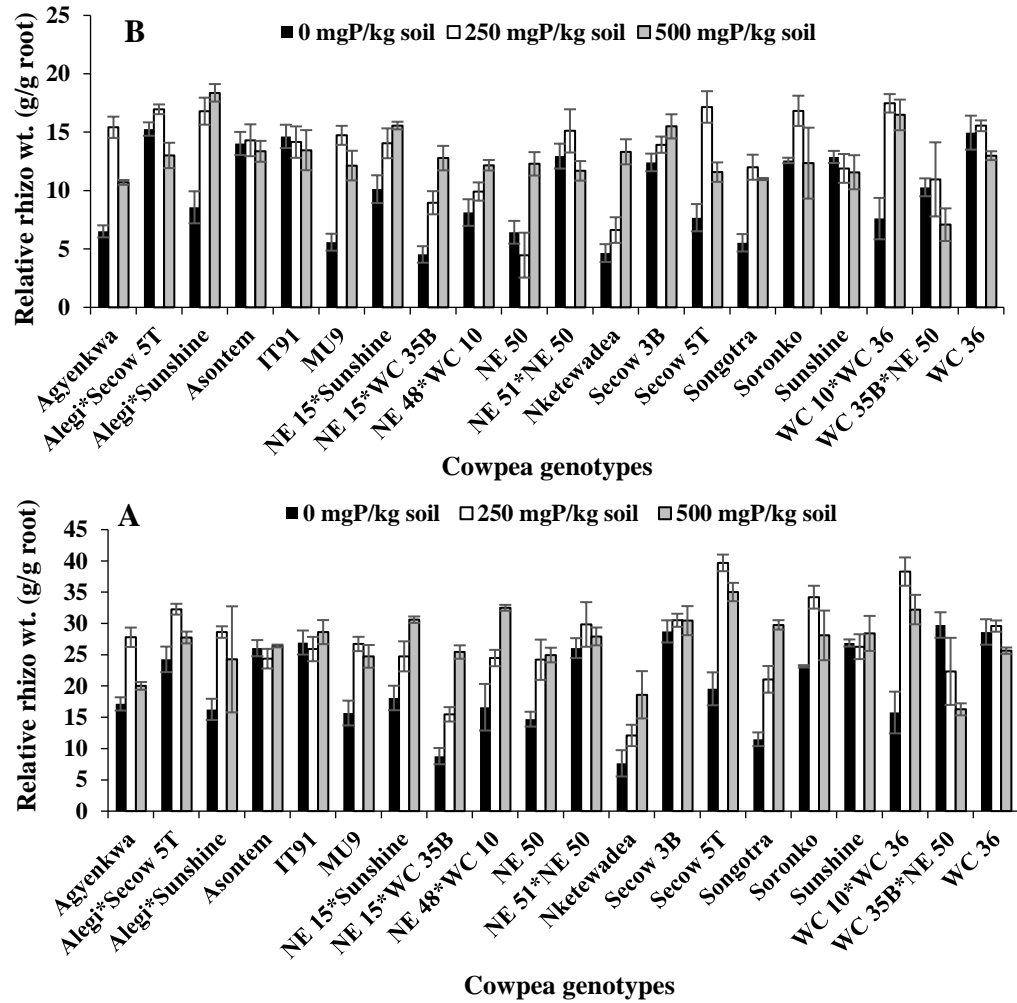 B
0 mgP/kg soil 250 mgP/kg soil 500 mgP/kg soil
Relative rhizo wt. (g/g root)
25
20
15
10
5
0
Agyenkwa
Alegi*Secow 5T
Alegi*Sunshine
Asontem
IT91
MU9
NE 15*Sunshine
NE 15*WC 35B
NE 48*WC 10
NE 50
NE 51*NE 50
Nketewadea
Secow 3B
Secow 5T
Songotra
Soronko
Sunshine
WC 10*WC 36
WC 35B*NE 50
WC 36
Cowpea genotypes
A
0 mgP/kg soil 250 mgP/kg soil 500 mgP/kg soil
Relative rhizo wt. (g/g root)
45
40
35
30
25
20
15
10
5
0
Agyenkwa
Alegi*Secow 5T
Alegi*Sunshine
Asontem
IT91
MU9
NE 15*Sunshine
NE 15*WC 35B
NE 48*WC 10
NE 50
NE 51*NE 50
Nketewadea
Secow 3B
Secow 5T
Songotra
Soronko
Sunshine
WC 10*WC 36
WC 35B*NE 50
WC 36
Cowpea genotypes